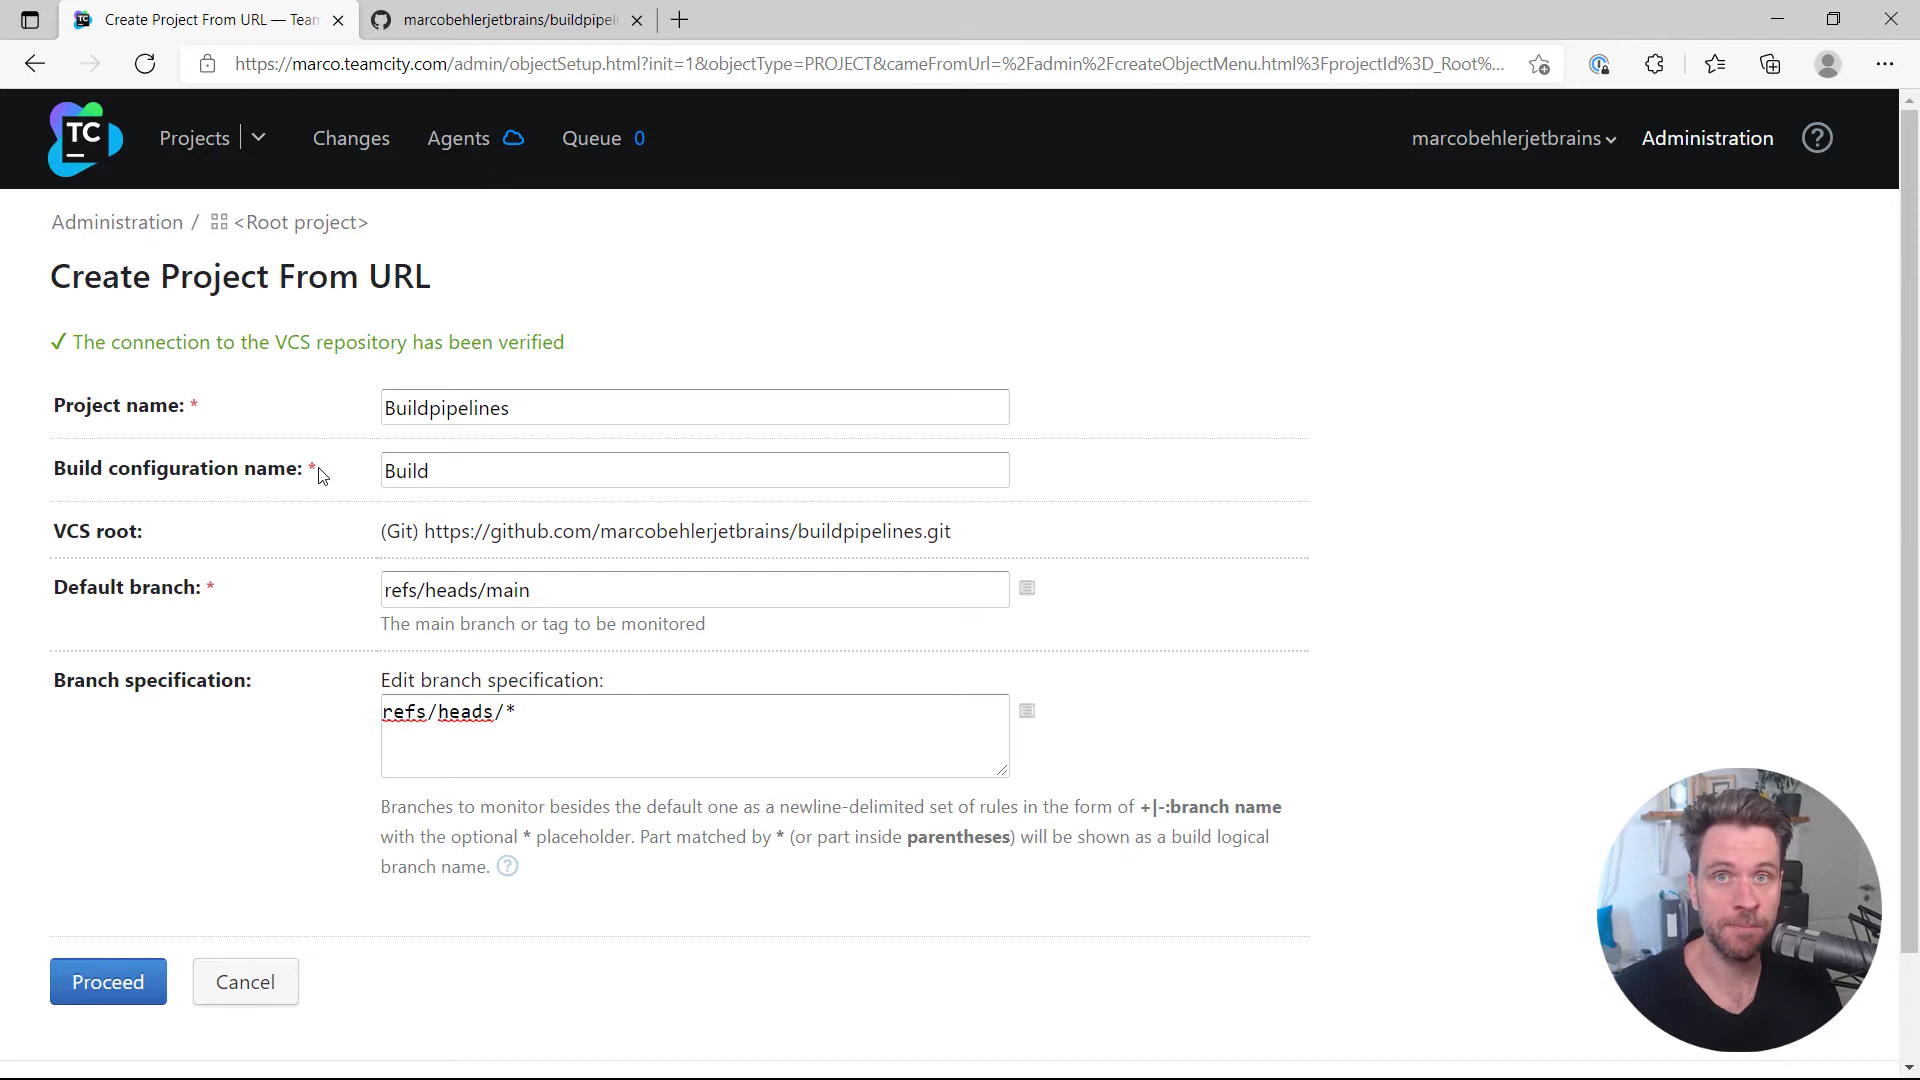 Create Project From URL — Team
marcobehlerjetbrains/buildpipeli
https://marco.teamcity.com/admin/objectSetup.html?init=1&objectType=PROJECT&cameFromUrl=%2Fadmin%2FcreateObjectMenu.html%3FprojectId%3D_Root%...
TC
Projects
Changes
Agents
Queue 0
marcobehlerjetbrains
Administration
?
Administration / <Root project>
Create Project From URL
✓ The connection to the VCS repository has been verified
Project name: *
Buildpipelines
Build configuration name: *
Build
VCS root:
(Git) https://github.com/marcobehlerjetbrains/buildpipelines.git
Default branch: *
refs/heads/main
The main branch or tag to be monitored
Branch specification:
Edit branch specification:
refs/heads/*
Branches to monitor besides the default one as a newline-delimited set of rules in the form of +|-:branch name
with the optional * placeholder. Part matched by * (or part inside parentheses) will be shown as a build logical
branch name. ?
Proceed
Cancel